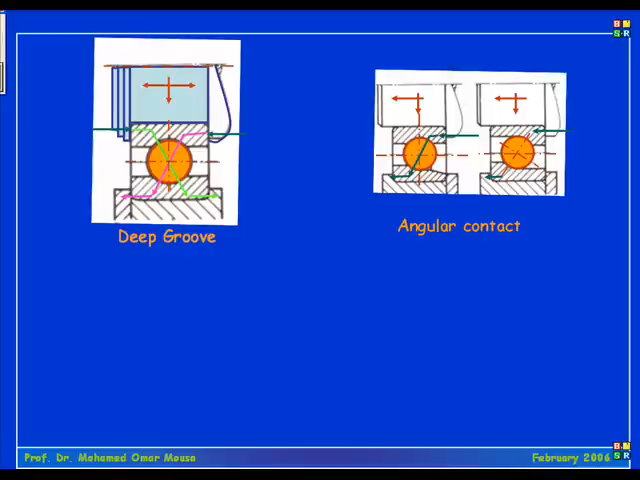 B M
S R
Deep Groove
Angular contact
Prof. Dr. Mohamed Omar Mousa
February 2006
B M
S R